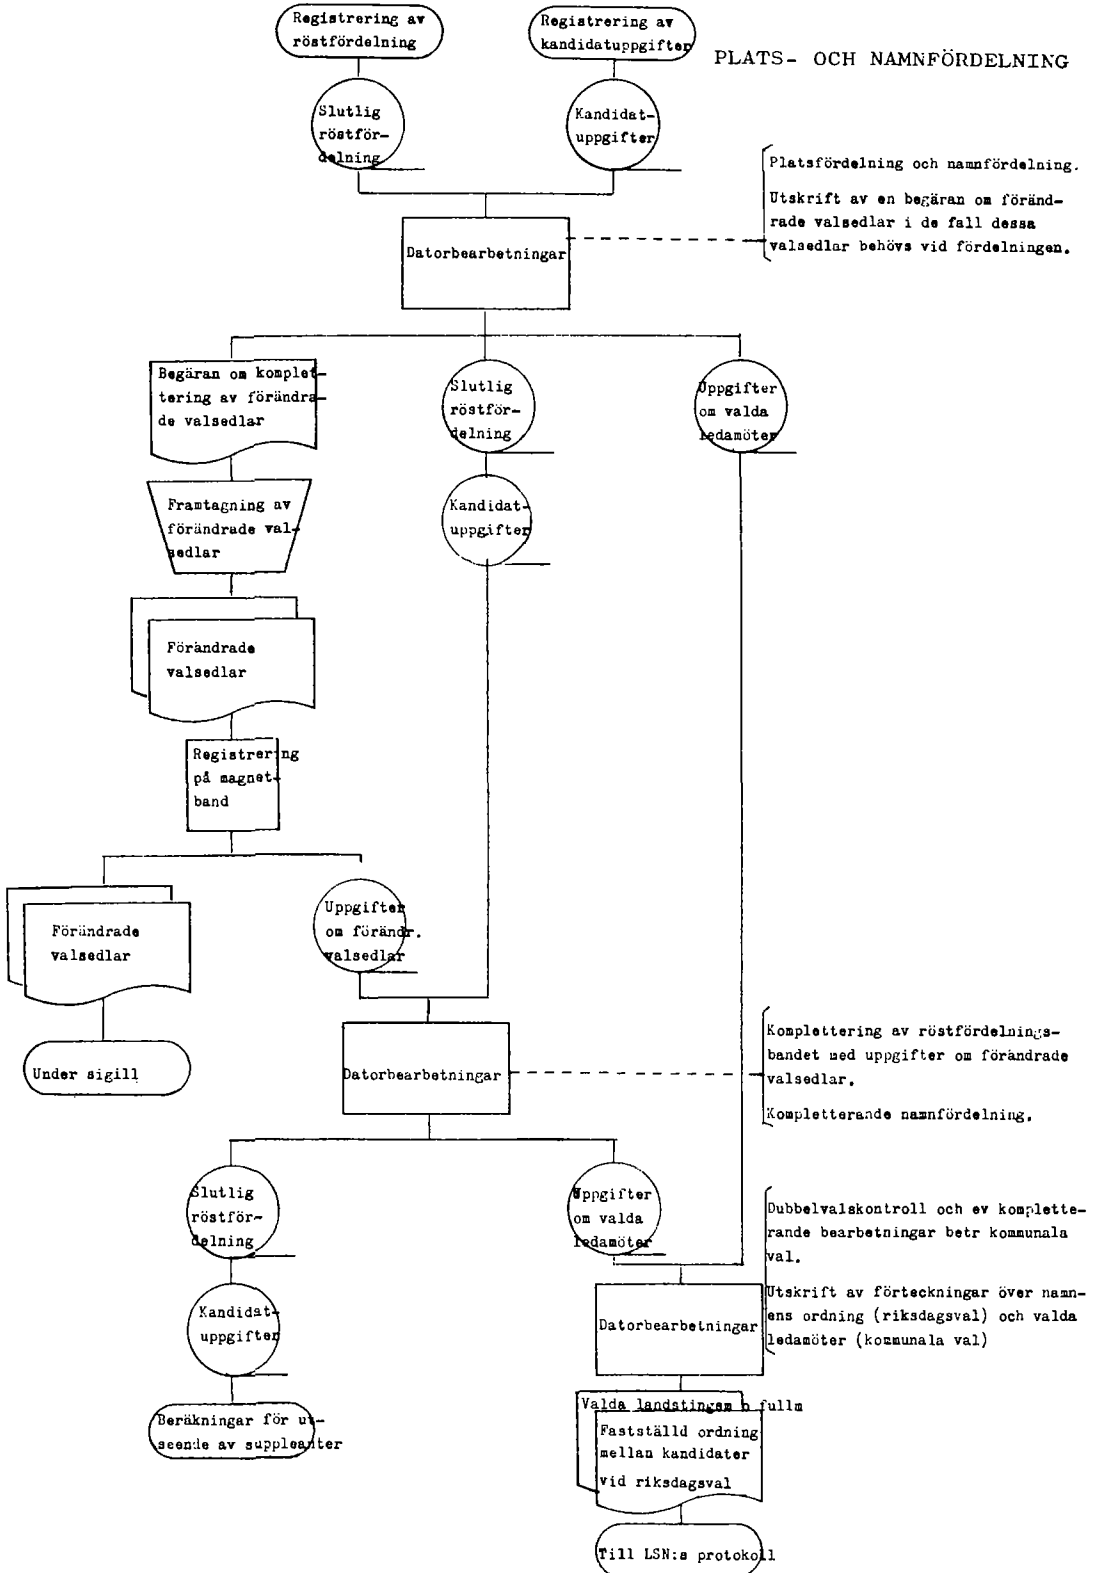 Registrering av
röstfördelning
Registrering av
kandidatuppgifter
PLATS- OCH NAMNFÖRDELNING
Slutlig
röstför-
delning
Kandidat-
uppgifter
Platsfördelning och namnfördelning.
Utskrift av en begäran om föränd-
rade valsedlar i de fall dessa
valsedlar behövs vid fördelningen.
Datorbearbetningar
Begäran om komplet-
tering av förändra-
de valsedlar
Slutlig
röstför-
delning
Uppgifter
om valda
ledamöter
Framtagning av
förändrade val-
sedlar
Kandidat-
uppgifter
Förändrade
valsedlar
Registrering
på magnet-
band
Förändrade
valsedlar
Uppgifter
om förändr.
valsedlar
Under sigill
Datorbearbetningar
Komplettering av röstfördelnings-
bandet med uppgifter om förändrade
valsedlar.
Kompletterande namnfördelning.
Slutlig
röstför-
delning
Uppgifter
om valda
ledamöter
Dubbelvalskontroll och ev komplette-
rande bearbetningar betr kommunala
val.
Utskrift av förteckningar över namn-
ens ordning (riksdagsval) och valda
ledamöter (kommunala val)
Kandidat-
uppgifter
Datorbearbetningar
Beräkningar för ut-
seende av suppleanter
Valda landstingsm o fullm
Fastställd ordning
mellan kandidater
vid riksdagsval
Till LSN:s protokoll